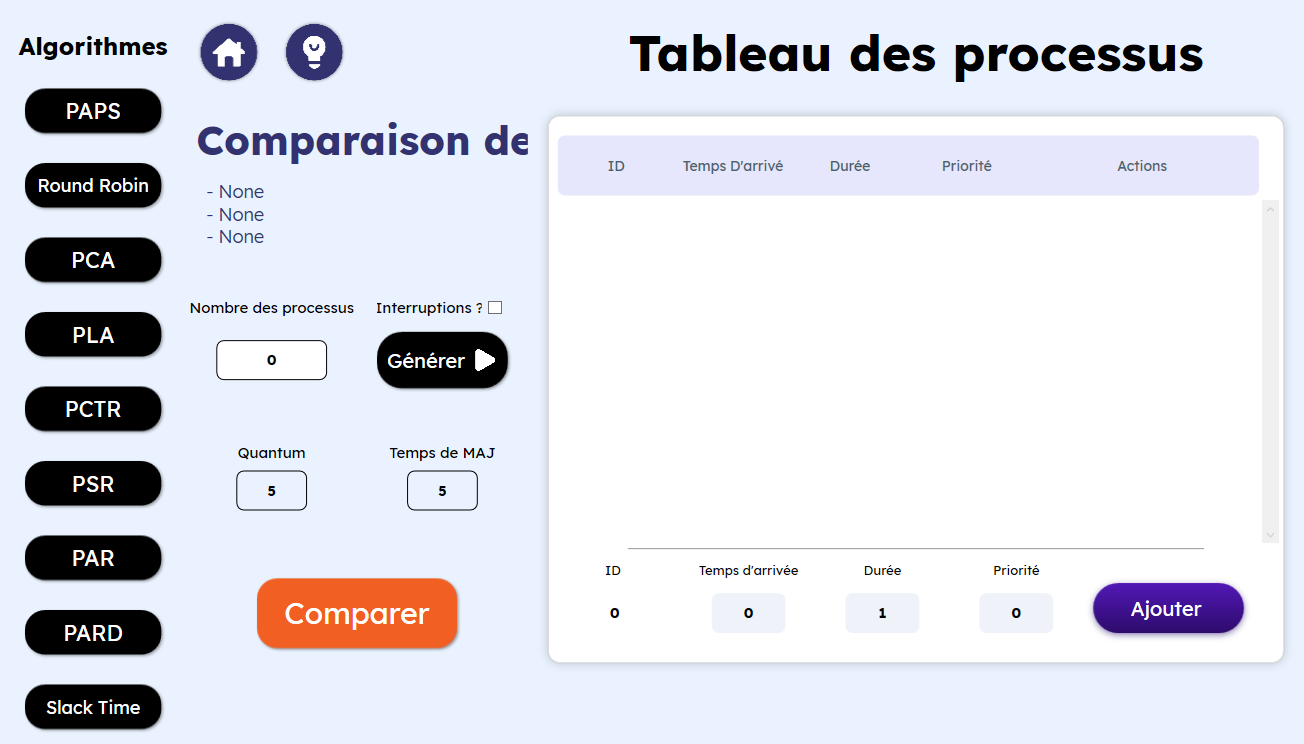 Algorithmes
PAPS
Round Robin
PCA
PLA
PCTR
PSR
PAR
PARD
Slack Time
Comparaison de
- None
- None
- None
Nombre des processus
Interruptions ?
0
Générer
Quantum
Temps de MAJ
5
5
Comparer
Tableau des processus
ID Temps D'arrivé Durée Priorité Actions
ID Temps d'arrivée Durée Priorité
0 0 1 0
Ajouter